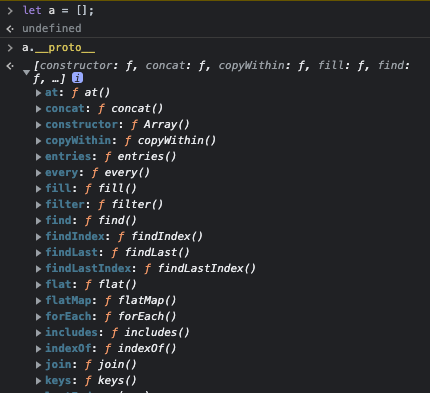 let a = [];
undefined
a.__proto__
[constructor: ƒ, concat: ƒ, copyWithin: ƒ, fill: ƒ, find:
ƒ, …] i
at: ƒ at()
concat: ƒ concat()
constructor: ƒ Array()
copyWithin: ƒ copyWithin()
entries: ƒ entries()
every: ƒ every()
fill: ƒ fill()
filter: ƒ filter()
find: ƒ find()
findIndex: ƒ findIndex()
findLast: ƒ findLast()
findLastIndex: ƒ findLastIndex()
flat: ƒ flat()
flatMap: ƒ flatMap()
forEach: ƒ forEach()
includes: ƒ includes()
indexOf: ƒ indexOf()
join: ƒ join()
keys: ƒ keys()